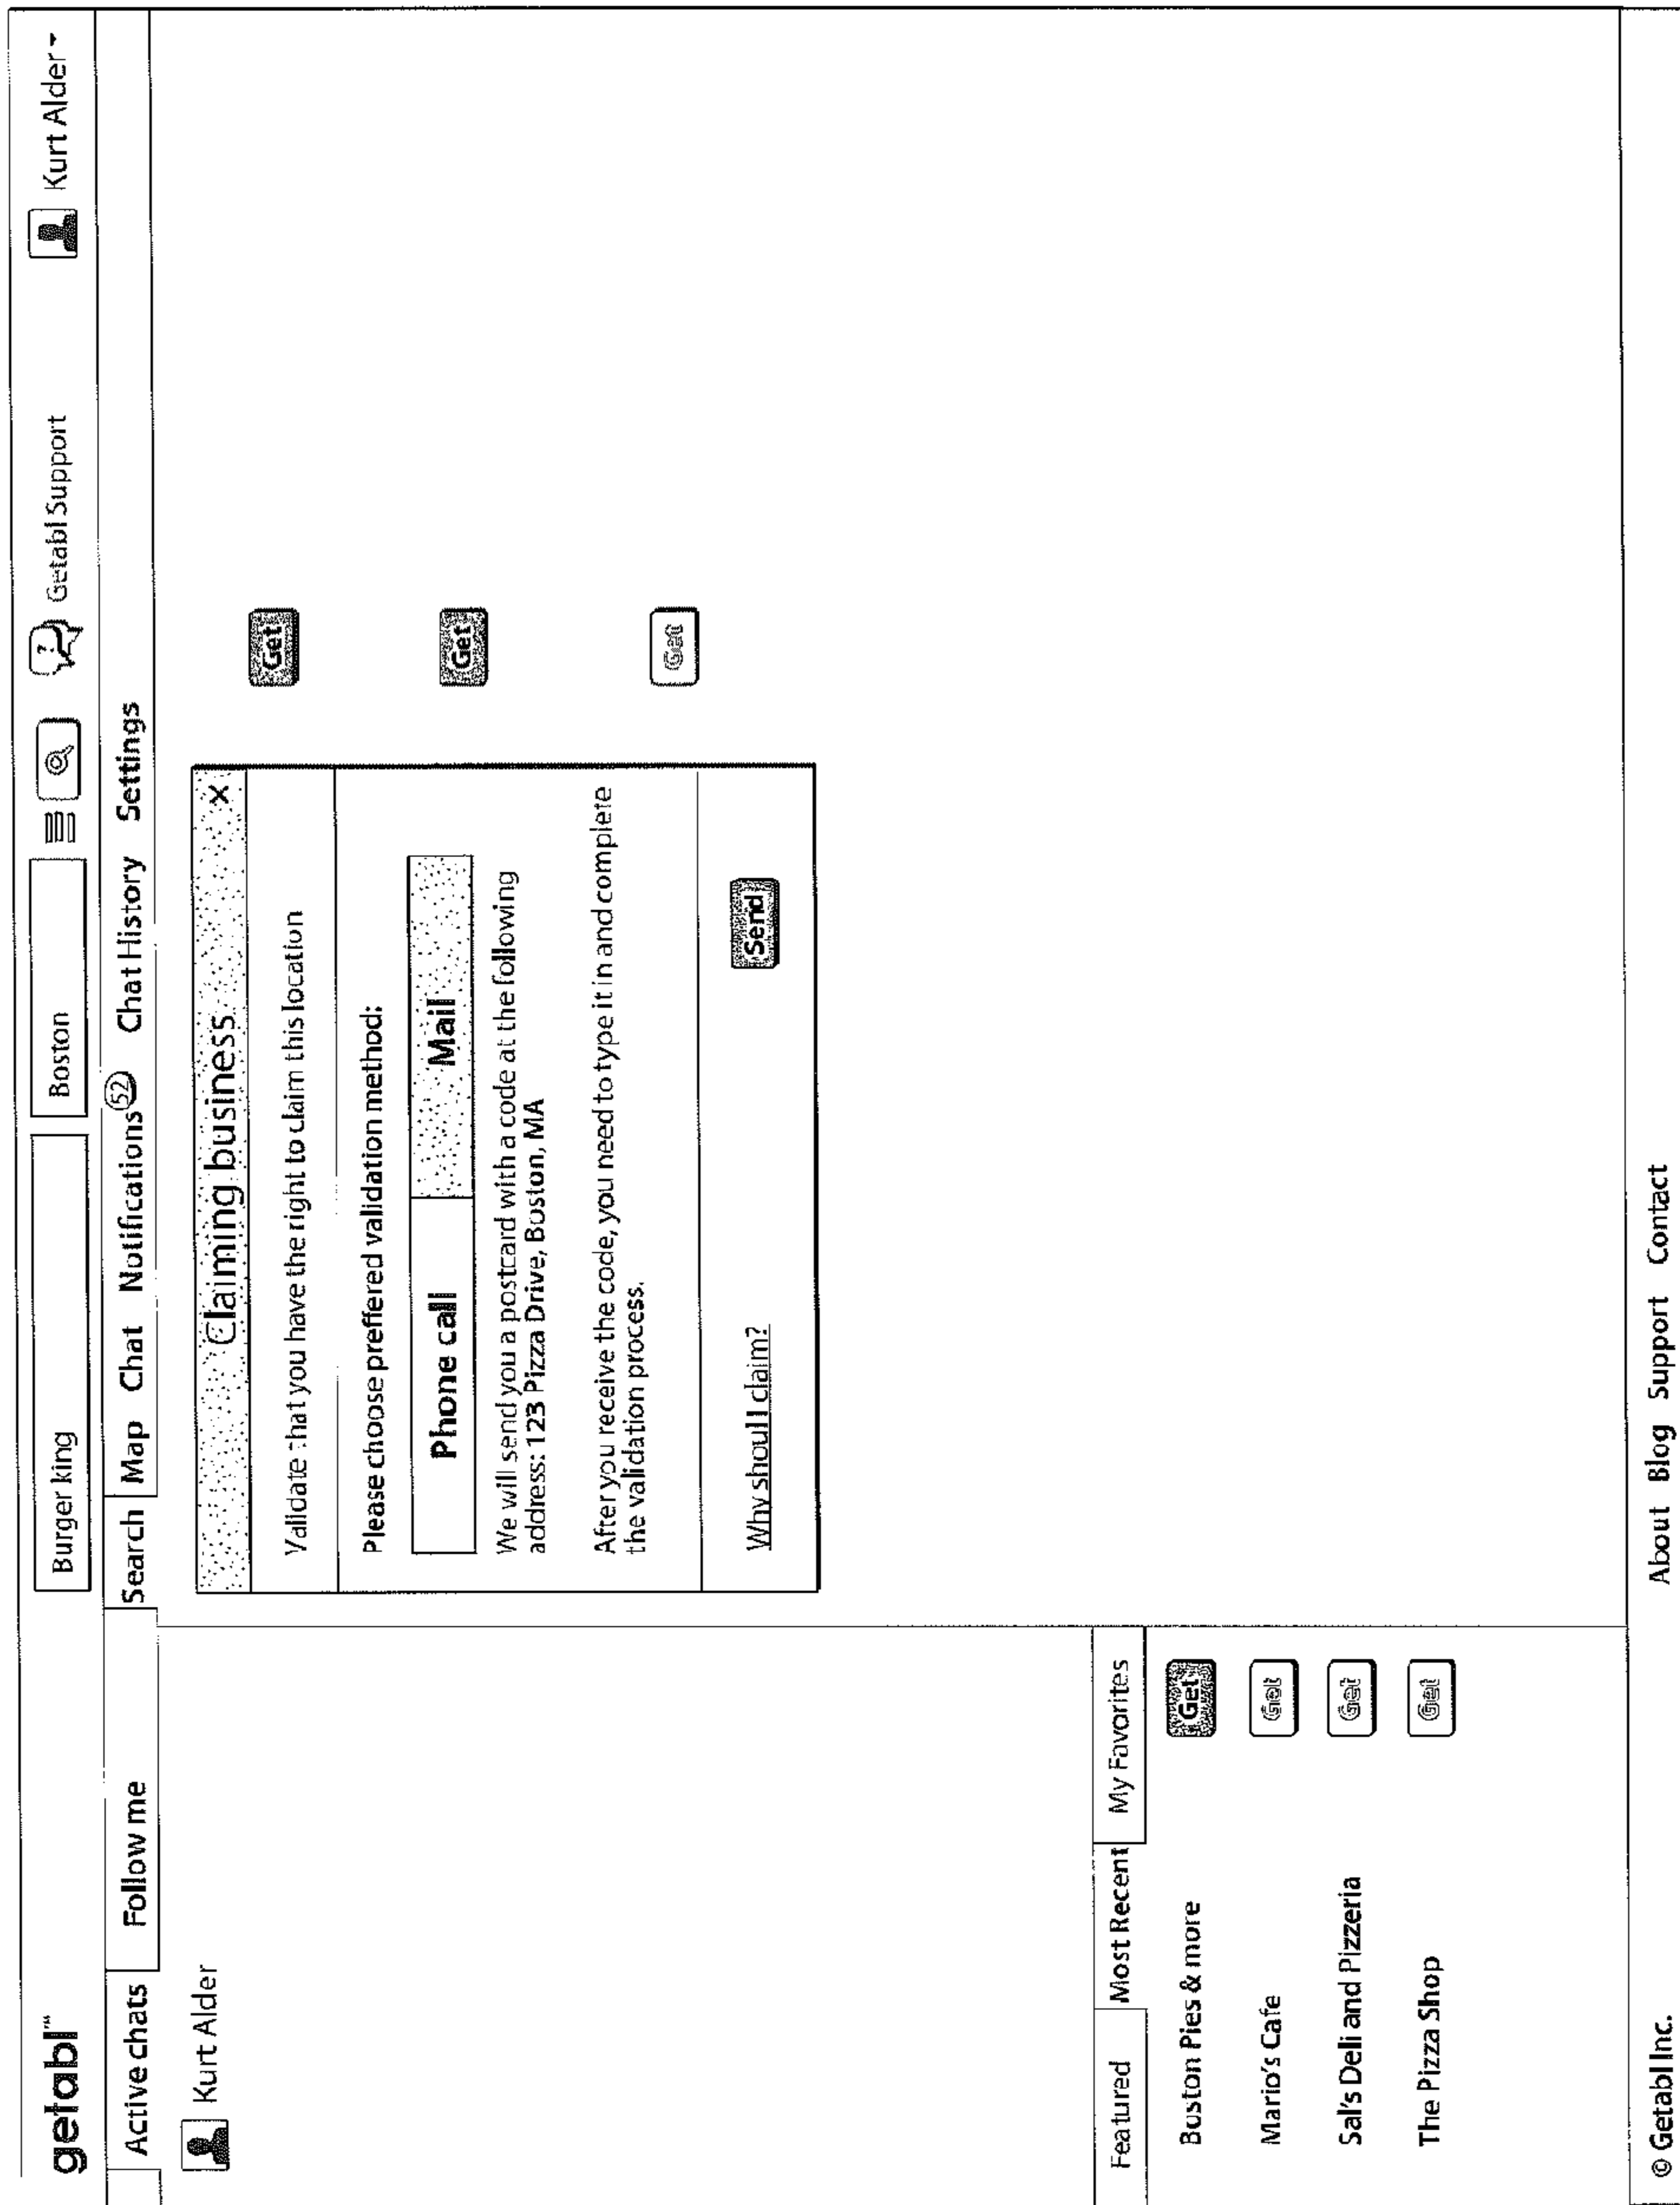 getabl™
Burger king
Boston
Getabl Support
Kurt Alder
Active chats Follow me
Search Map Chat Notifications 52 Chat History Settings
Kurt Alder
Claiming business X
Validate that you have the right to claim this location
Please choose preffered validation method:
Phone call Mail
We will send you a postcard with a code at the following
address: 123 Pizza Drive, Boston, MA
After you receive the code, you need to type it in and complete
the validation process.
Why should I claim?
Send
Get
Get
Get
Featured Most Recent My Favorites
Boston Pies & more Get
Mario's Cafe Get
Sal's Deli and Pizzeria Get
The Pizza Shop Get
© Getabl Inc.
About Blog Support Contact